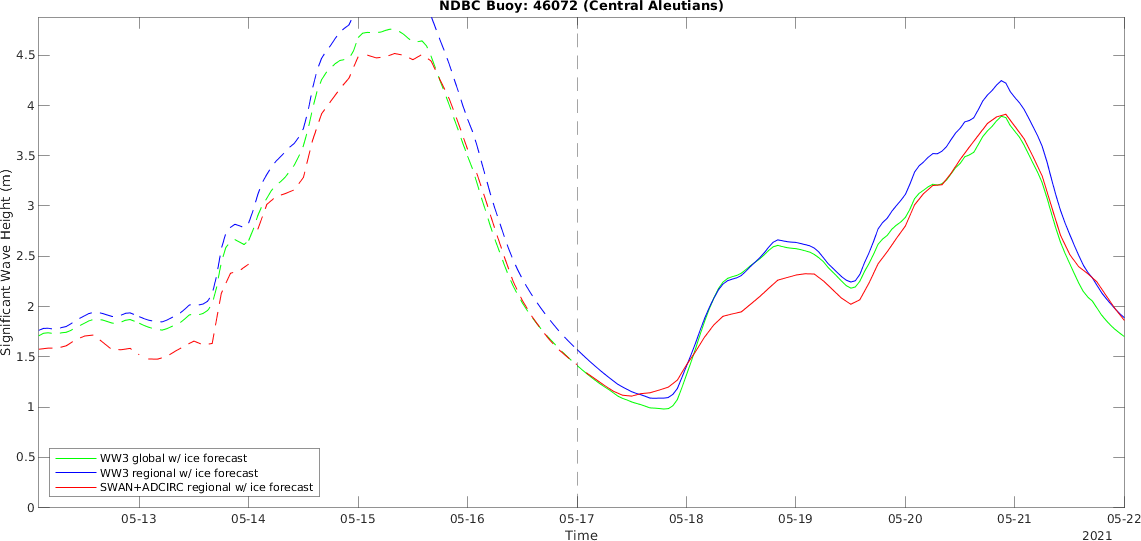 NDBC Buoy: 46072 (Central Aleutians)
Significant Wave Height (m)
4.5
4
3.5
3
2.5
2
1.5
1
0.5
0
WW3 global w/ ice forecast
WW3 regional w/ ice forecast
SWAN+ADCIRC regional w/ ice forecast
05-13 05-14 05-15 05-16 05-17 05-18 05-19 05-20 05-21 05-22
Time
2021